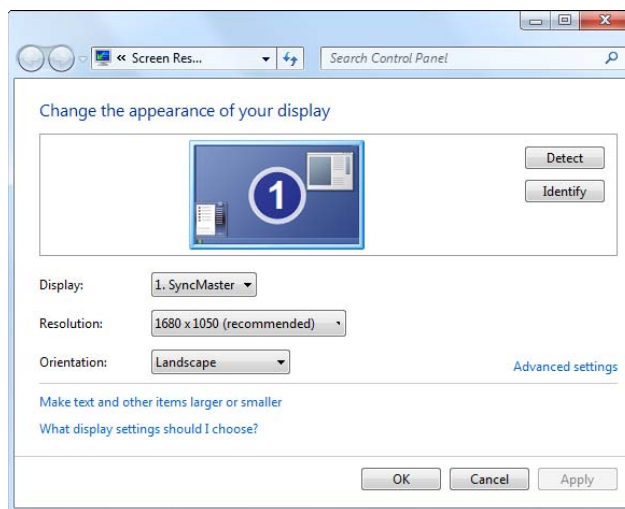 « Screen Res...
Search Control Panel
Change the appearance of your display
1
Detect
Identify
Display: 1. SyncMaster
Resolution: 1680 x 1050 (recommended)
Orientation: Landscape
Advanced settings
Make text and other items larger or smaller
What display settings should I choose?
OK Cancel Apply